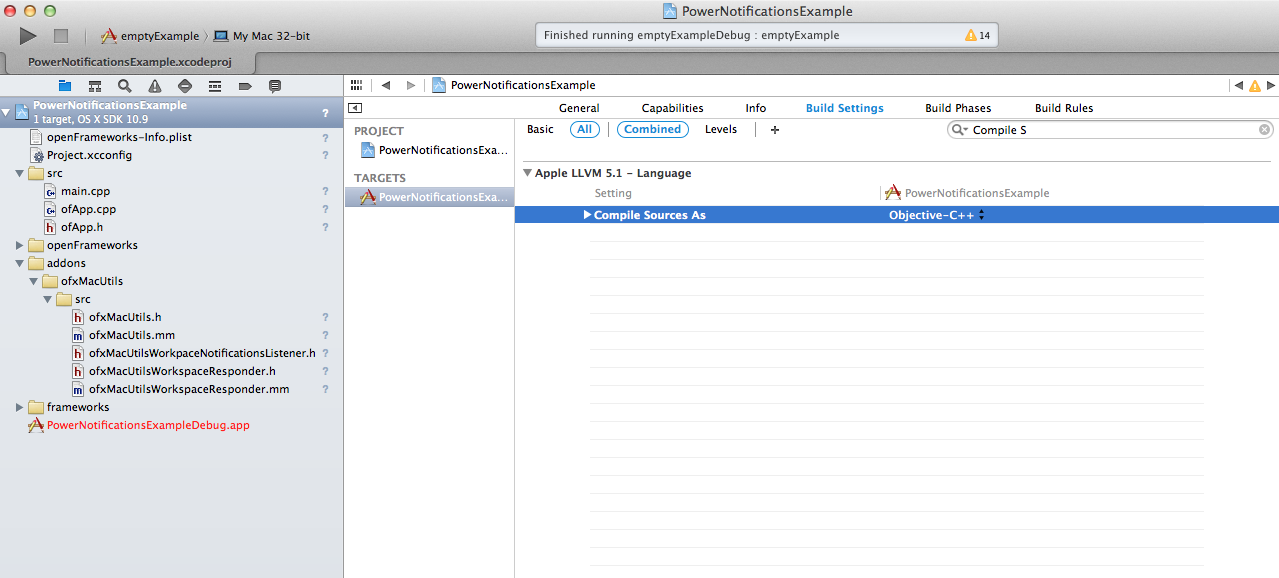 PowerNotificationsExample
emptyExample
My Mac 32-bit
Finished running emptyExampleDebug : emptyExample
14
PowerNotificationsExample.xcodeproj
PowerNotificationsExample
1 target, OS X SDK 10.9
?
openFrameworks-Info.plist ?
Project.xcconfig ?
src
main.cpp ?
ofApp.cpp ?
ofApp.h ?
openFrameworks
addons
ofxMacUtils
src
ofxMacUtils.h ?
ofxMacUtils.mm ?
ofxMacUtilsWorkpaceNotificationsListener.h ?
ofxMacUtilsWorkspaceResponder.h ?
ofxMacUtilsWorkspaceResponder.mm ?
frameworks
PowerNotificationsExampleDebug.app
PowerNotificationsExample
General Capabilities Info Build Settings Build Phases Build Rules
PROJECT
PowerNotificationsExa...
TARGETS
PowerNotificationsExa...
Basic All Combined Levels +
Compile S
Apple LLVM 5.1 - Language
Setting PowerNotificationsExample
Compile Sources As Objective-C++